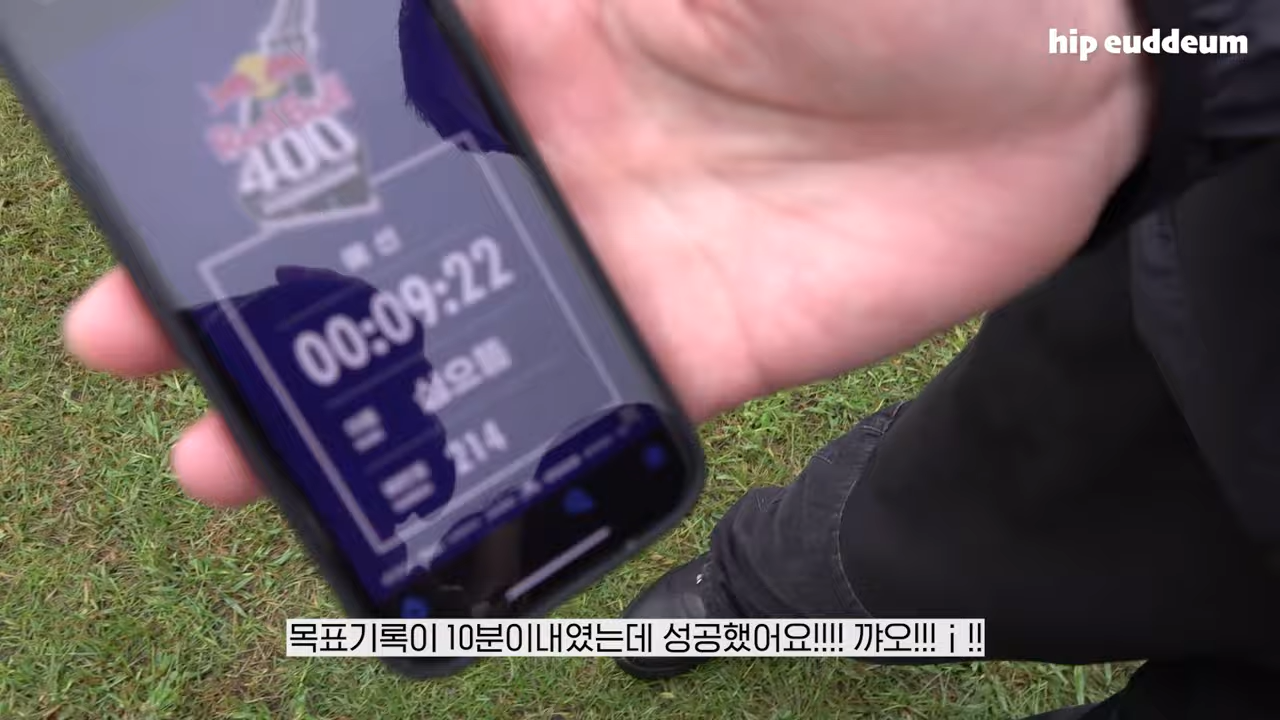 hip euddeum
Red Bull
400
예선
00:09:22
심으뜸
214
목표기록이 10분이내였는데 성공했어요!!!! 꺄오!!! ¡ !!